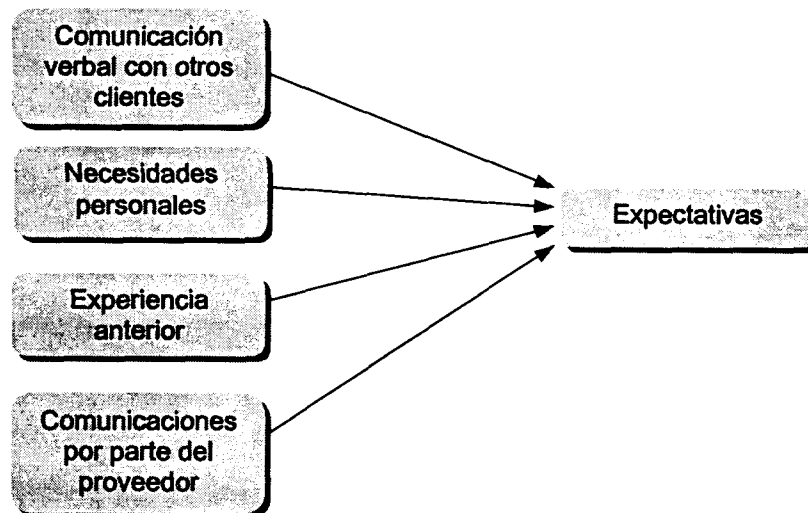 Comunicación
verbal con otros
clientes
Necesidades
personales
Experiencia
anterior
Comunicaciones
por parte del
proveedor
Expectativas